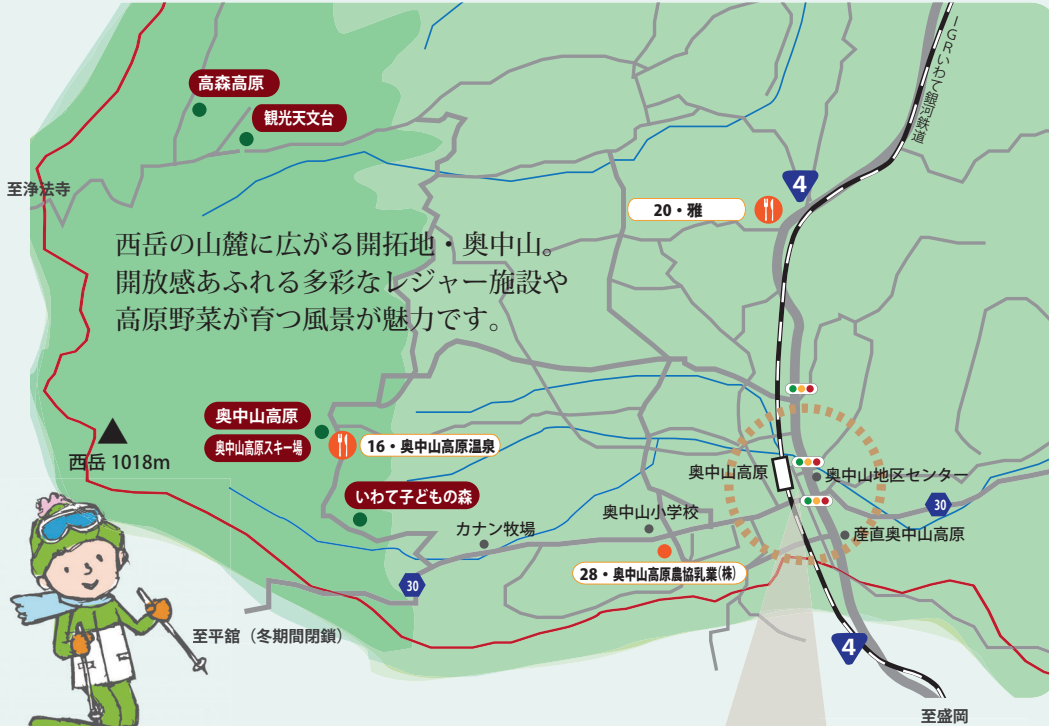 IGRいわて銀河鉄道
高森高原
観光天文台
至浄法寺
4
20・雅
西岳の山麓に広がる開拓地・奥中山。
開放感あふれる多彩なレジャー施設や
高原野菜が育つ風景が魅力です。
奥中山高原
奥中山高原スキー場
16・奥中山高原温泉
西岳 1018m
奥中山高原
奥中山地区センター
いわて子どもの森
30
奥中山小学校
カナン牧場
産直奥中山高原
28・奥中山高原農協乳業(株)
30
至平舘（冬期間閉鎖）
4
至盛岡